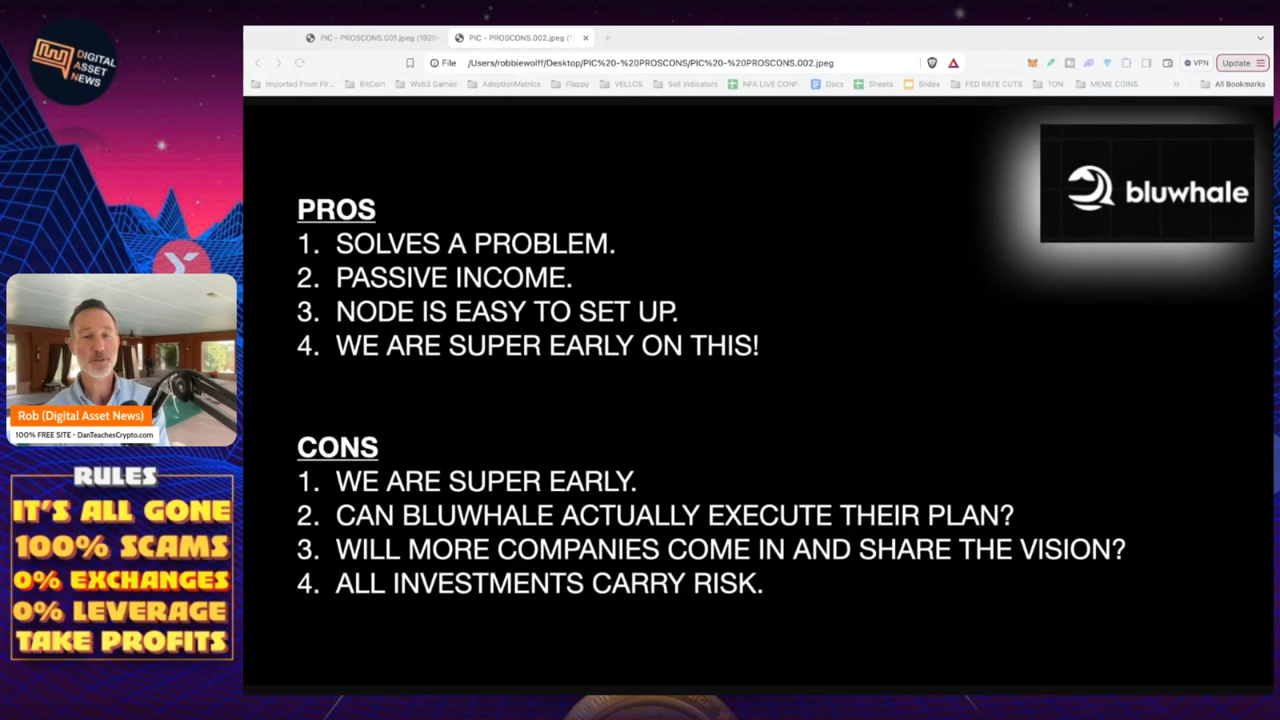 DIGITAL
ASSET
NEWS
PIC - PROSCONS.001.jpeg (1920
PIC - PROSCONS.002.jpeg (1
File
/Users/robbiewolff/Desktop/PIC%20-%20PROSCONS/PIC%20-%20PROSCONS.002.jpeg
VPN
Update
Imported From Fir...
BitCoin
Web3 Games
AdoptionMetrics
Flappy
VELLOS
Sell Indicators
NFA LIVE CONF.
Docs
Sheets
Slides
FED RATE CUTS
TON
MEME COINS
All Bookmarks
bluwhale
PROS
1. SOLVES A PROBLEM.
2. PASSIVE INCOME.
3. NODE IS EASY TO SET UP.
4. WE ARE SUPER EARLY ON THIS!
CONS
1. WE ARE SUPER EARLY.
2. CAN BLUWHALE ACTUALLY EXECUTE THEIR PLAN?
3. WILL MORE COMPANIES COME IN AND SHARE THE VISION?
4. ALL INVESTMENTS CARRY RISK.
Rob (Digital Asset News)
100% FREE SITE - DanTeachesCrypto.com
RULES
IT'S ALL GONE
100% SCAMS
0% EXCHANGES
0% LEVERAGE
TAKE PROFITS